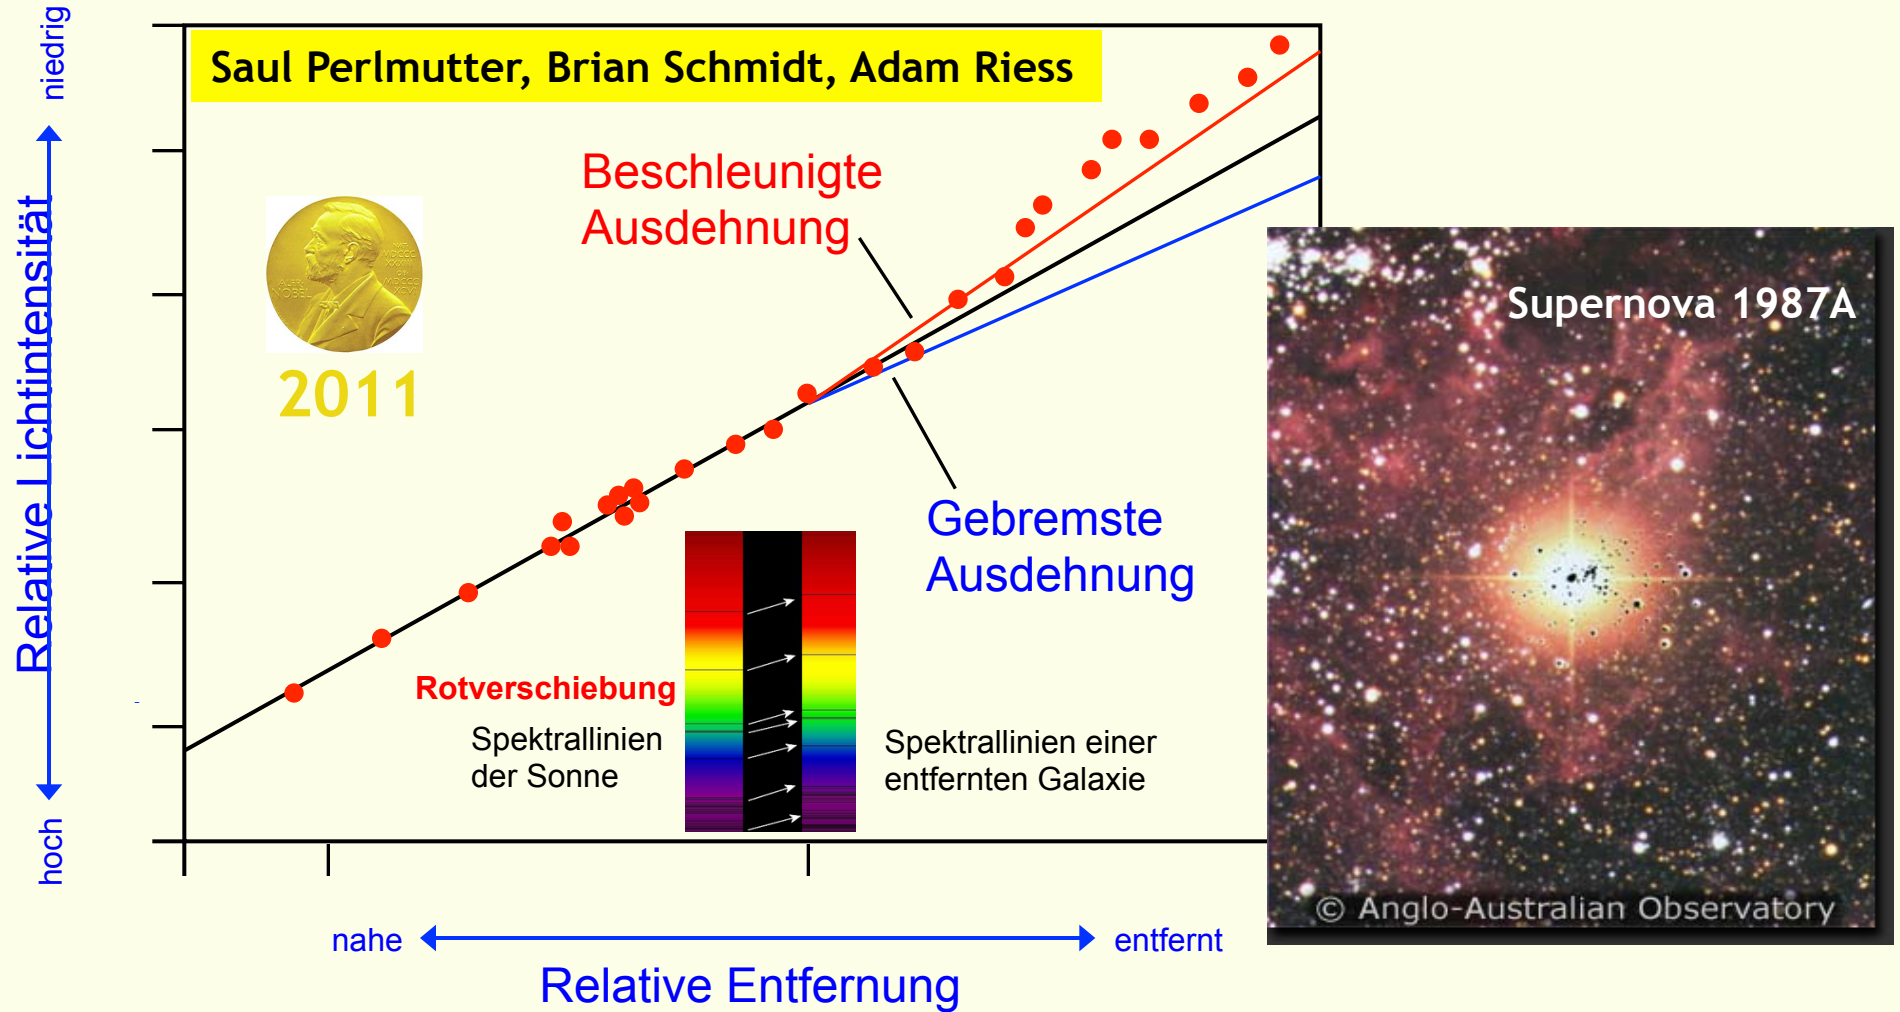 niedrig
Relative Lichtintensität
hoch
Saul Perlmutter, Brian Schmidt, Adam Riess
Beschleunigte
Ausdehnung
2011
Gebremste
Ausdehnung
Rotverschiebung
Spektrallinien
der Sonne
Spektrallinien einer
entfernten Galaxie
Supernova 1987A
© Anglo-Australian Observatory
nahe
entfernt
Relative Entfernung